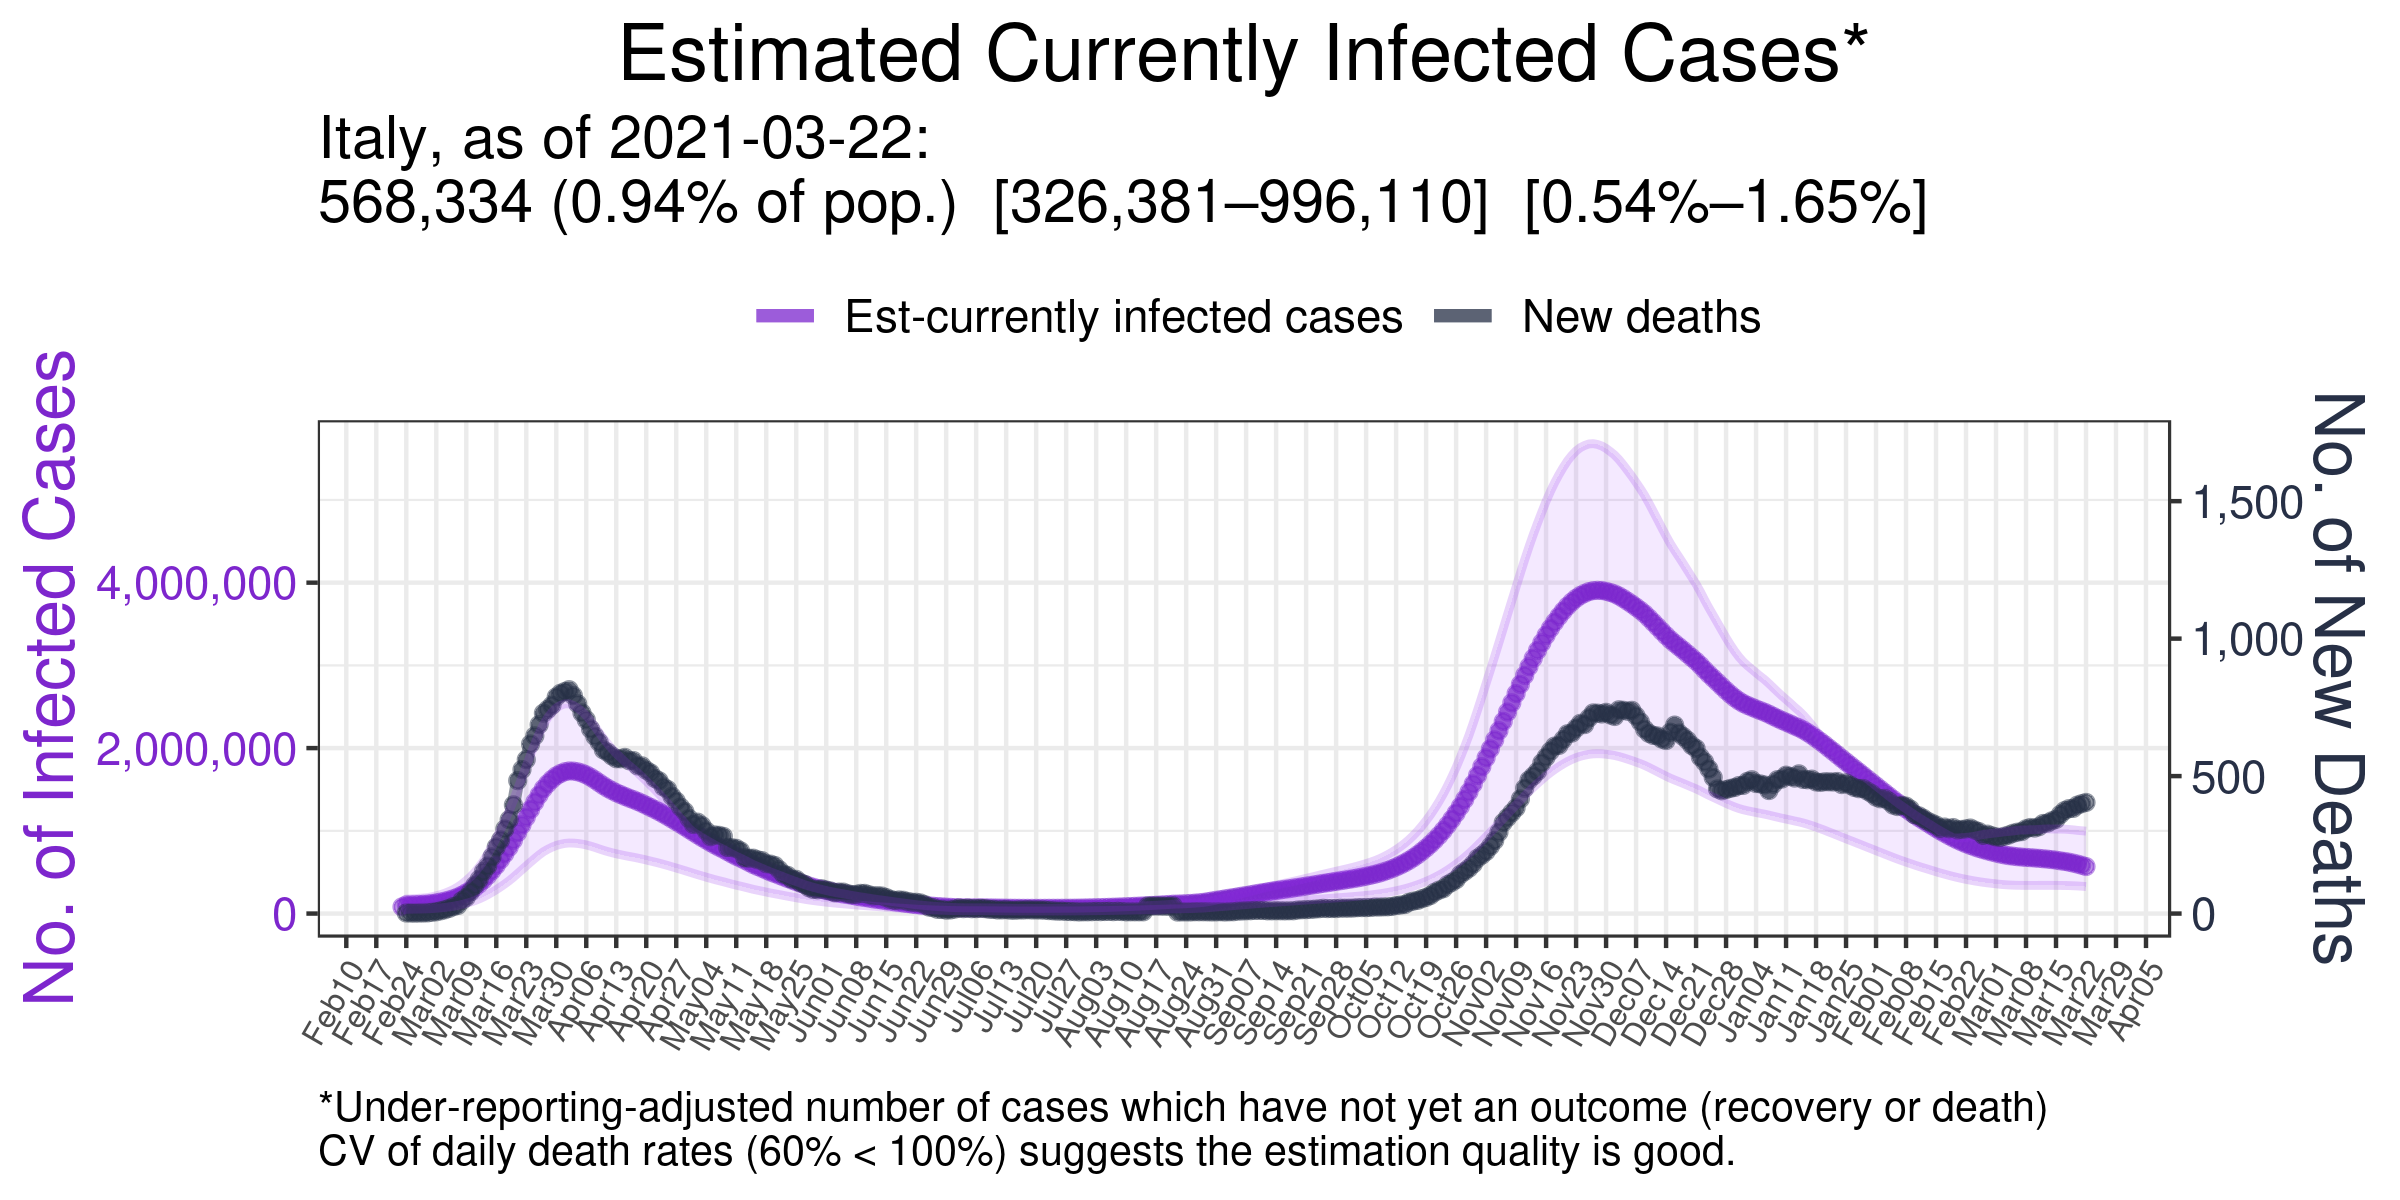 Estimated Currently Infected Cases*
Italy, as of 2021-03-22:
568,334 (0.94% of pop.) [326,381–996,110] [0.54%–1.65%]
Est-currently infected cases
New deaths
No. of Infected Cases
4,000,000
2,000,000
0
No. of New Deaths
1,500
1,000
500
0
Feb10
Feb17
Feb24
Mar02
Mar09
Mar16
Mar23
Mar30
Apr06
Apr13
Apr20
Apr27
May04
May11
May18
May25
Jun01
Jun08
Jun15
Jun22
Jun29
Jul06
Jul13
Jul20
Jul27
Aug03
Aug10
Aug17
Aug24
Aug31
Sep07
Sep14
Sep21
Sep28
Oct05
Oct12
Oct19
Oct26
Nov02
Nov09
Nov16
Nov23
Nov30
Dec07
Dec14
Dec21
Dec28
Jan04
Jan11
Jan18
Jan25
Feb01
Feb08
Feb15
Feb22
Mar01
Mar08
Mar15
Mar22
Mar29
Apr05
*Under-reporting-adjusted number of cases which have not yet an outcome (recovery or death)
CV of daily death rates (60% < 100%) suggests the estimation quality is good.